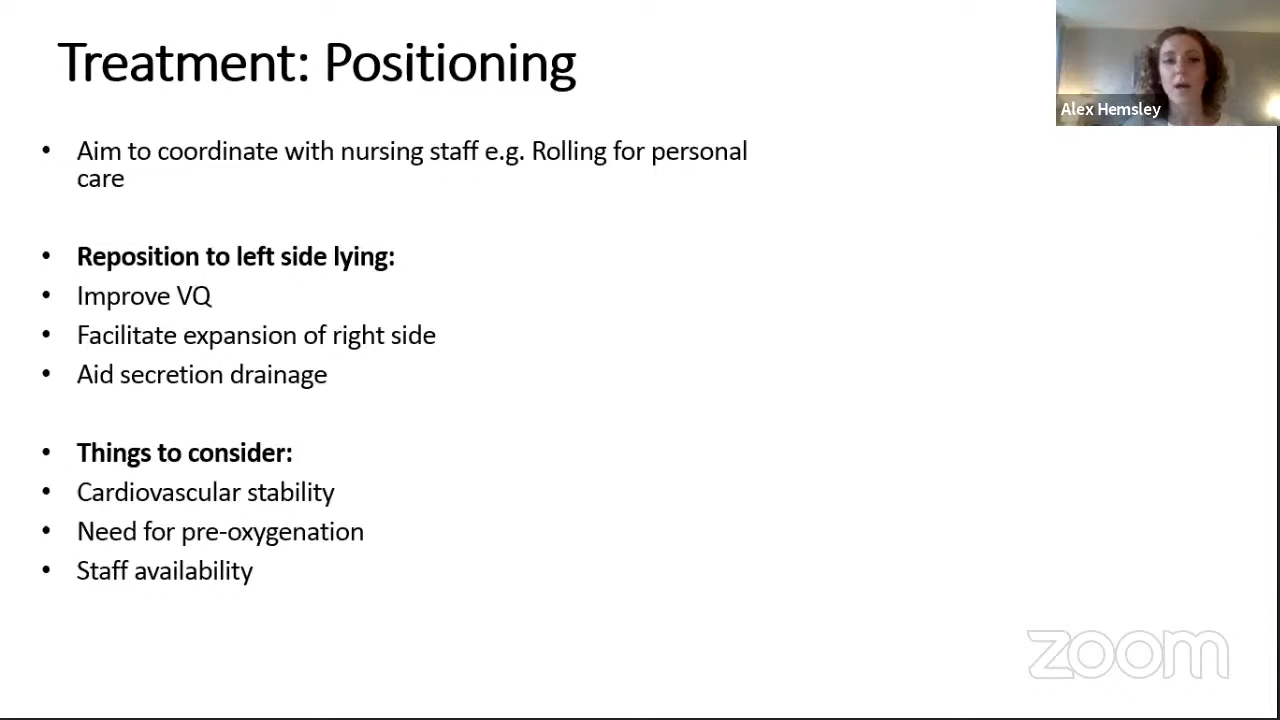 Treatment: Positioning
Alex Hemsley
• Aim to coordinate with nursing staff e.g. Rolling for personal
care
• Reposition to left side lying:
• Improve VQ
• Facilitate expansion of right side
• Aid secretion drainage
• Things to consider:
• Cardiovascular stability
• Need for pre-oxygenation
• Staff availability
zoom